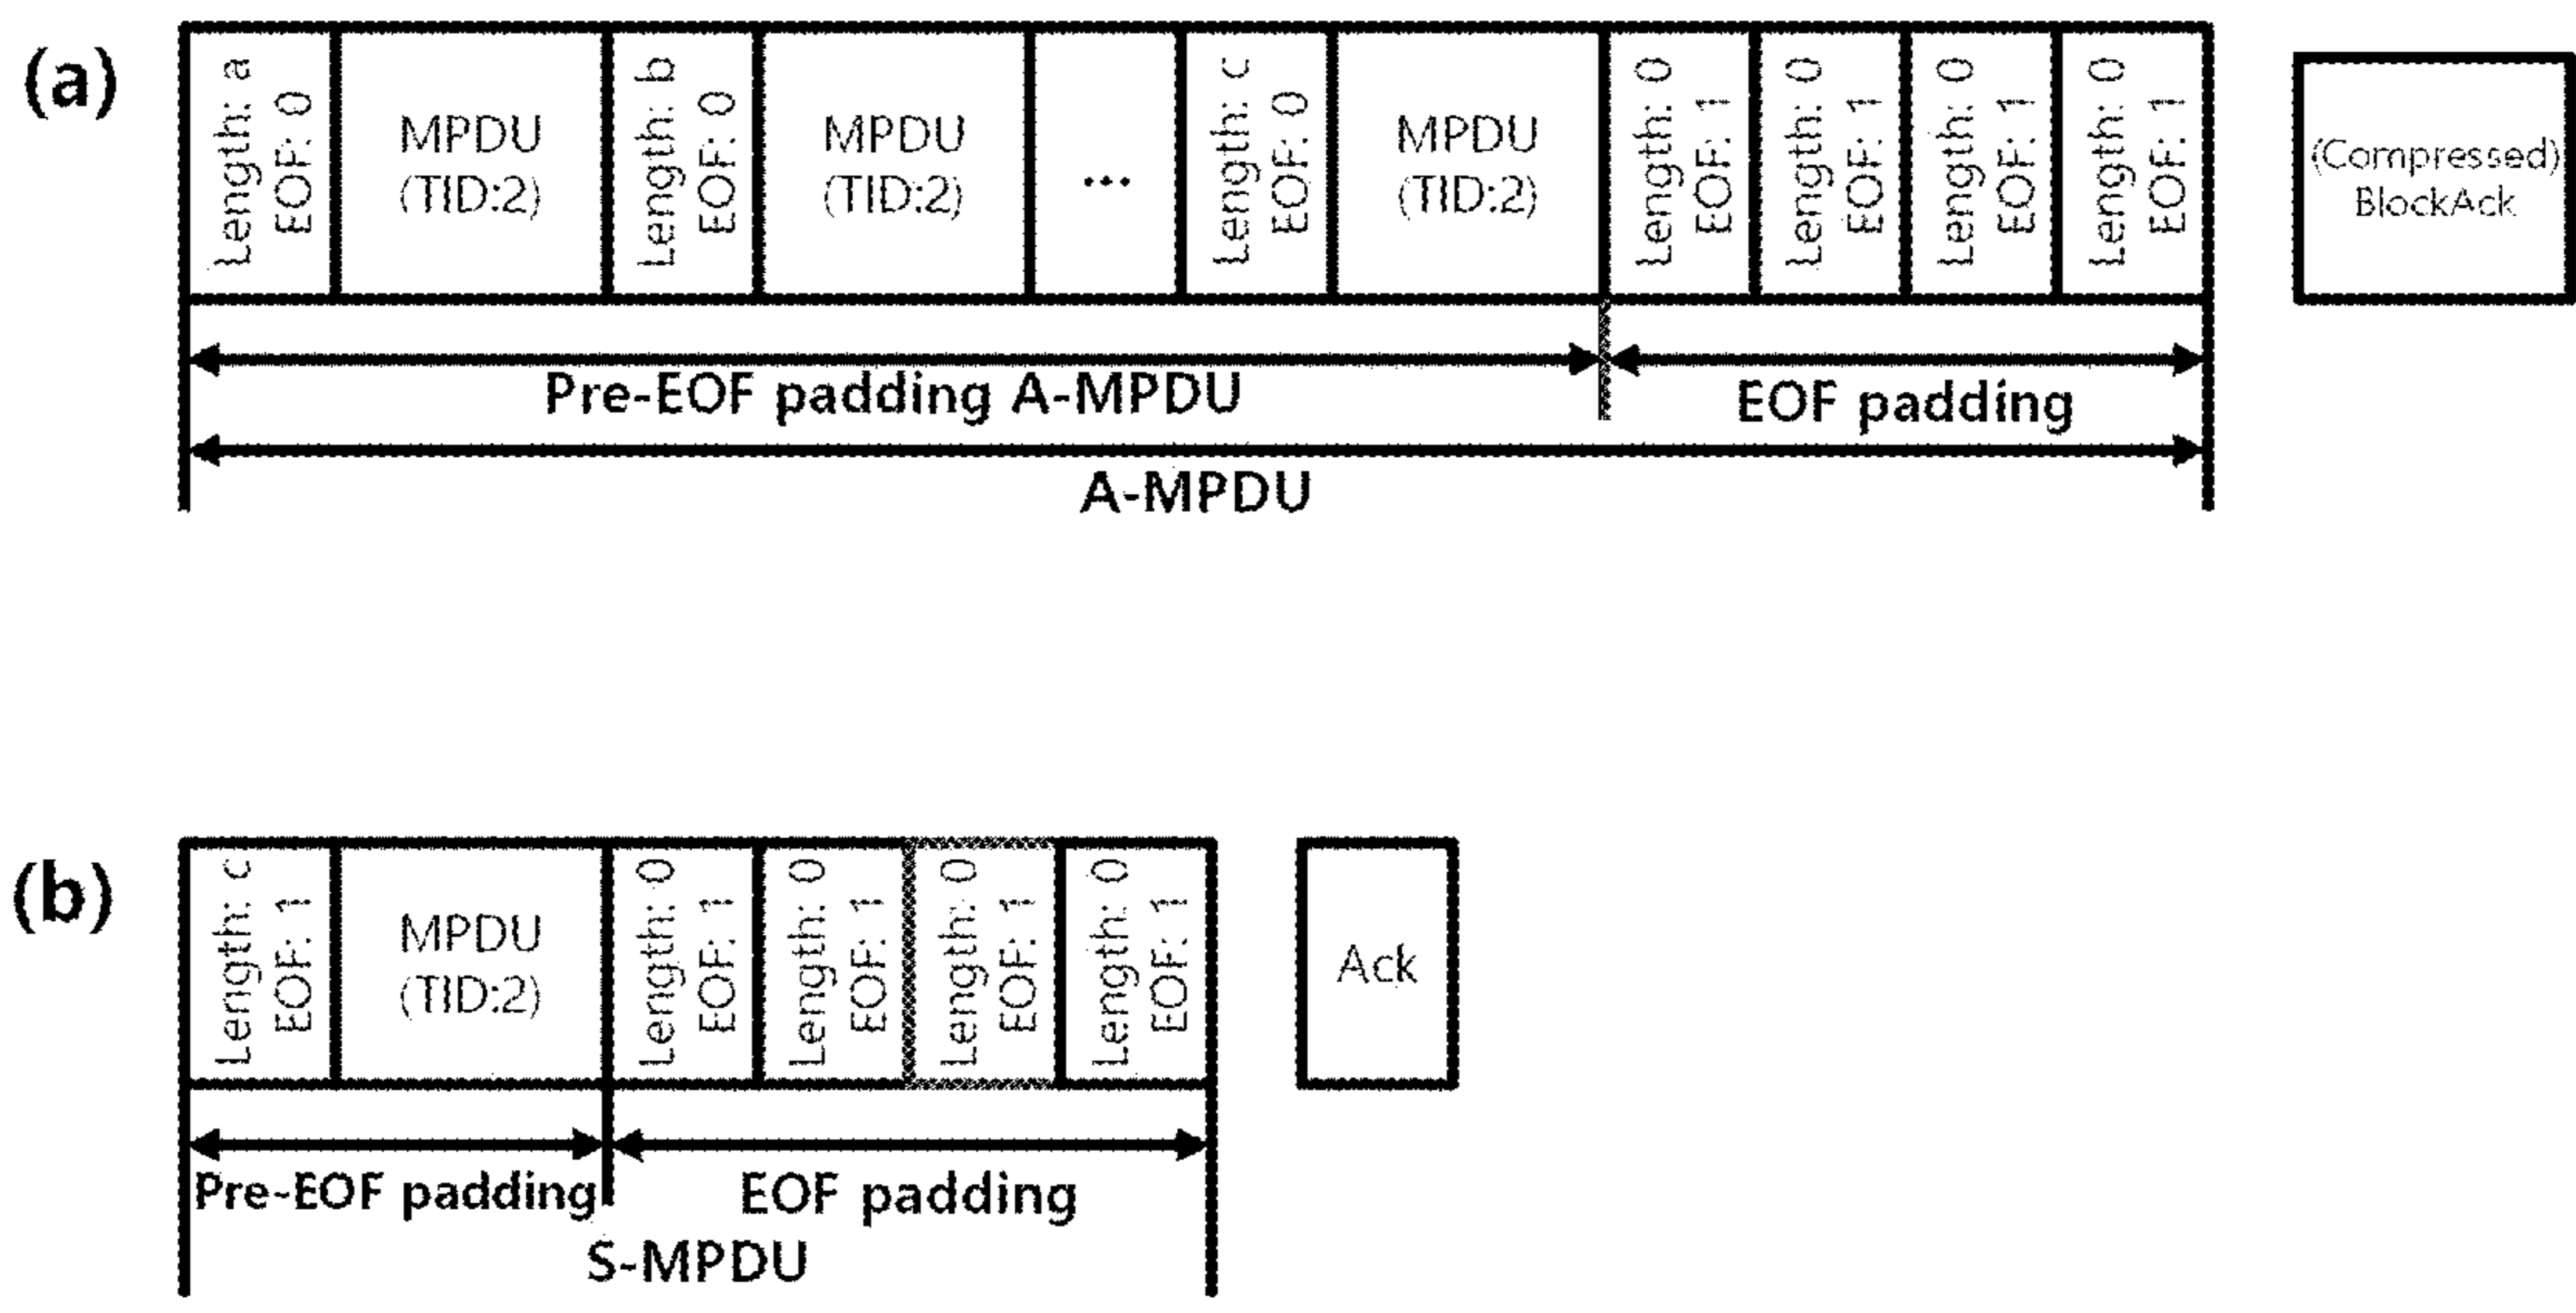 (a)
Length: a
EOF: 0
MPDU
(TID:2)
Length: b
EOF: 0
MPDU
(TID:2)
...
Length: c
EOF: 0
MPDU
(TID:2)
Length: 0
EOF: 1
Length: 0
EOF: 1
Length: 0
EOF: 1
Length: 0
EOF: 1
(Compressed)
BlockAck
Pre-EOF padding A-MPDU
EOF padding
A-MPDU
(b)
Length: c
EOF: 1
MPDU
(TID:2)
Length: 0
EOF: 1
Length: 0
EOF: 1
Length: 0
EOF: 1
Length: 0
EOF: 1
Ack
Pre-EOF padding
EOF padding
S-MPDU